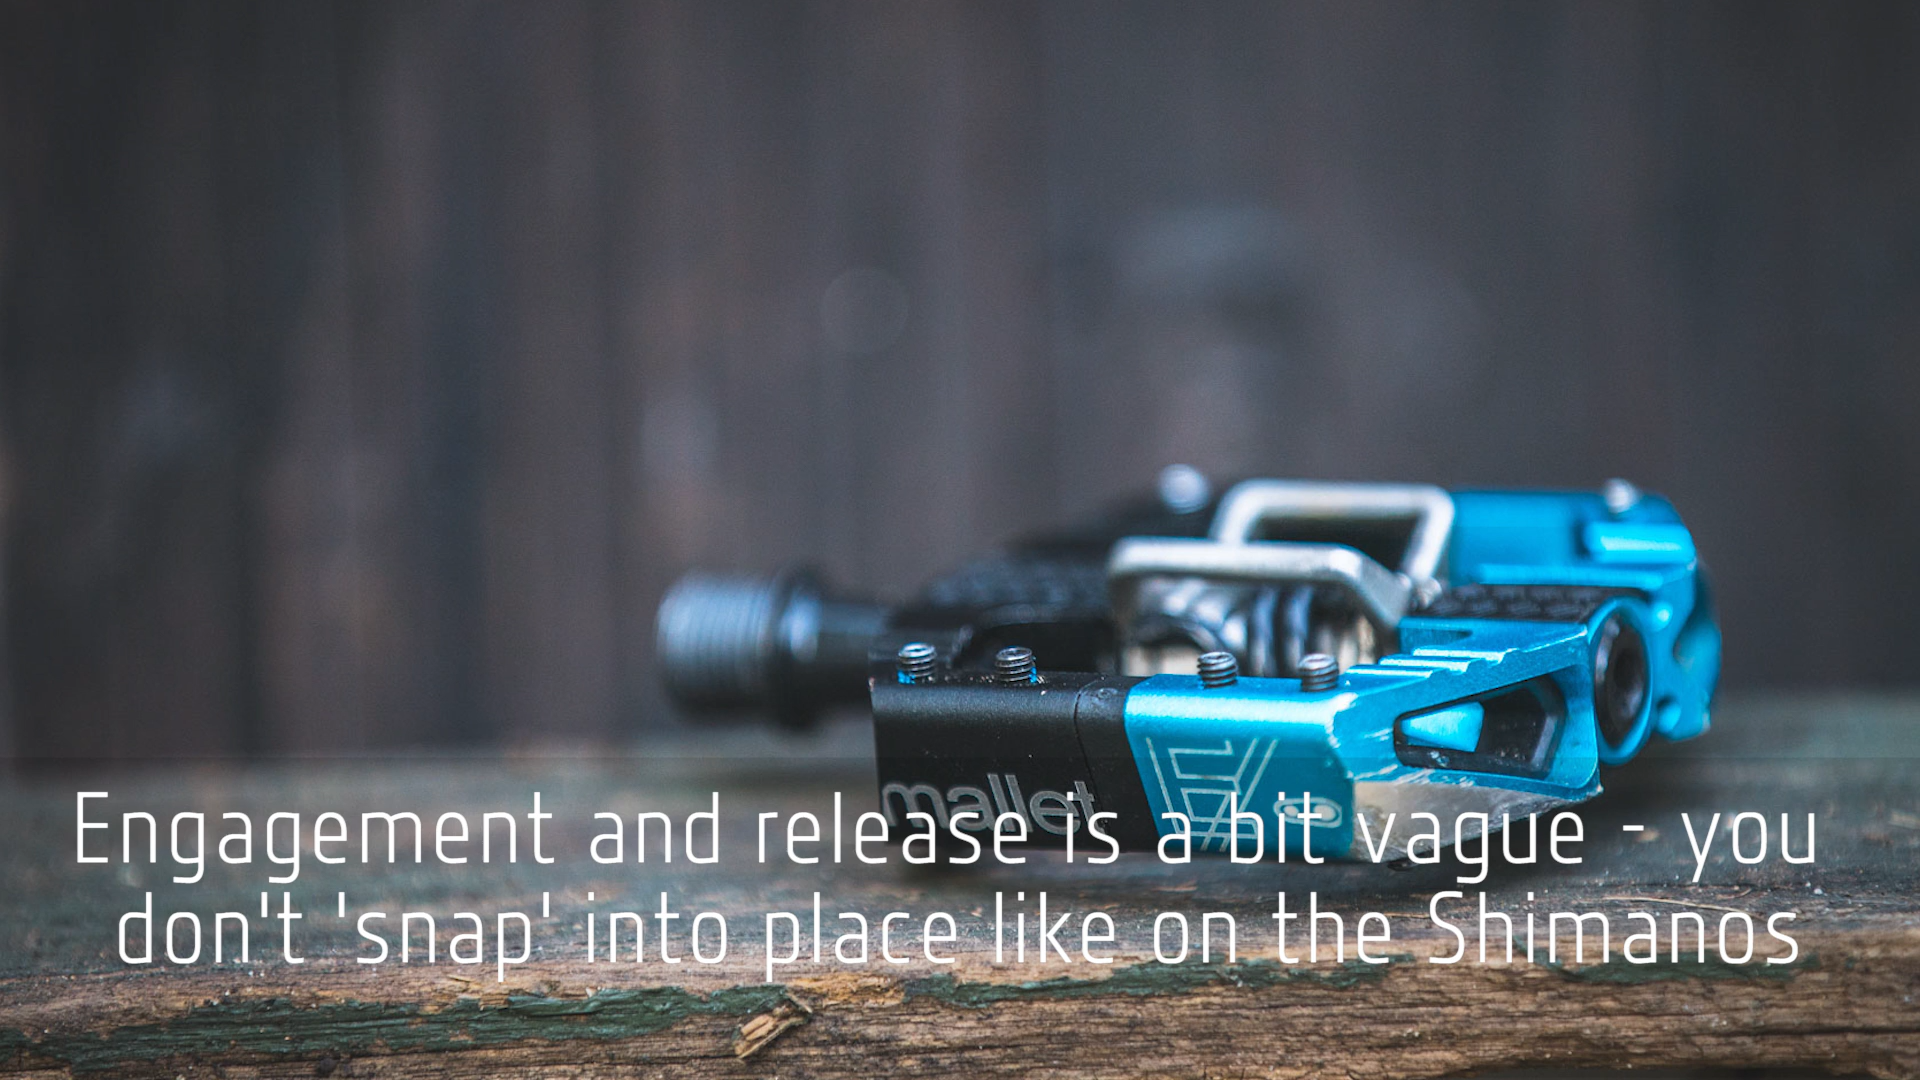 mallet
Engagement and release is a bit vague - you
don't 'snap' into place like on the Shimanos